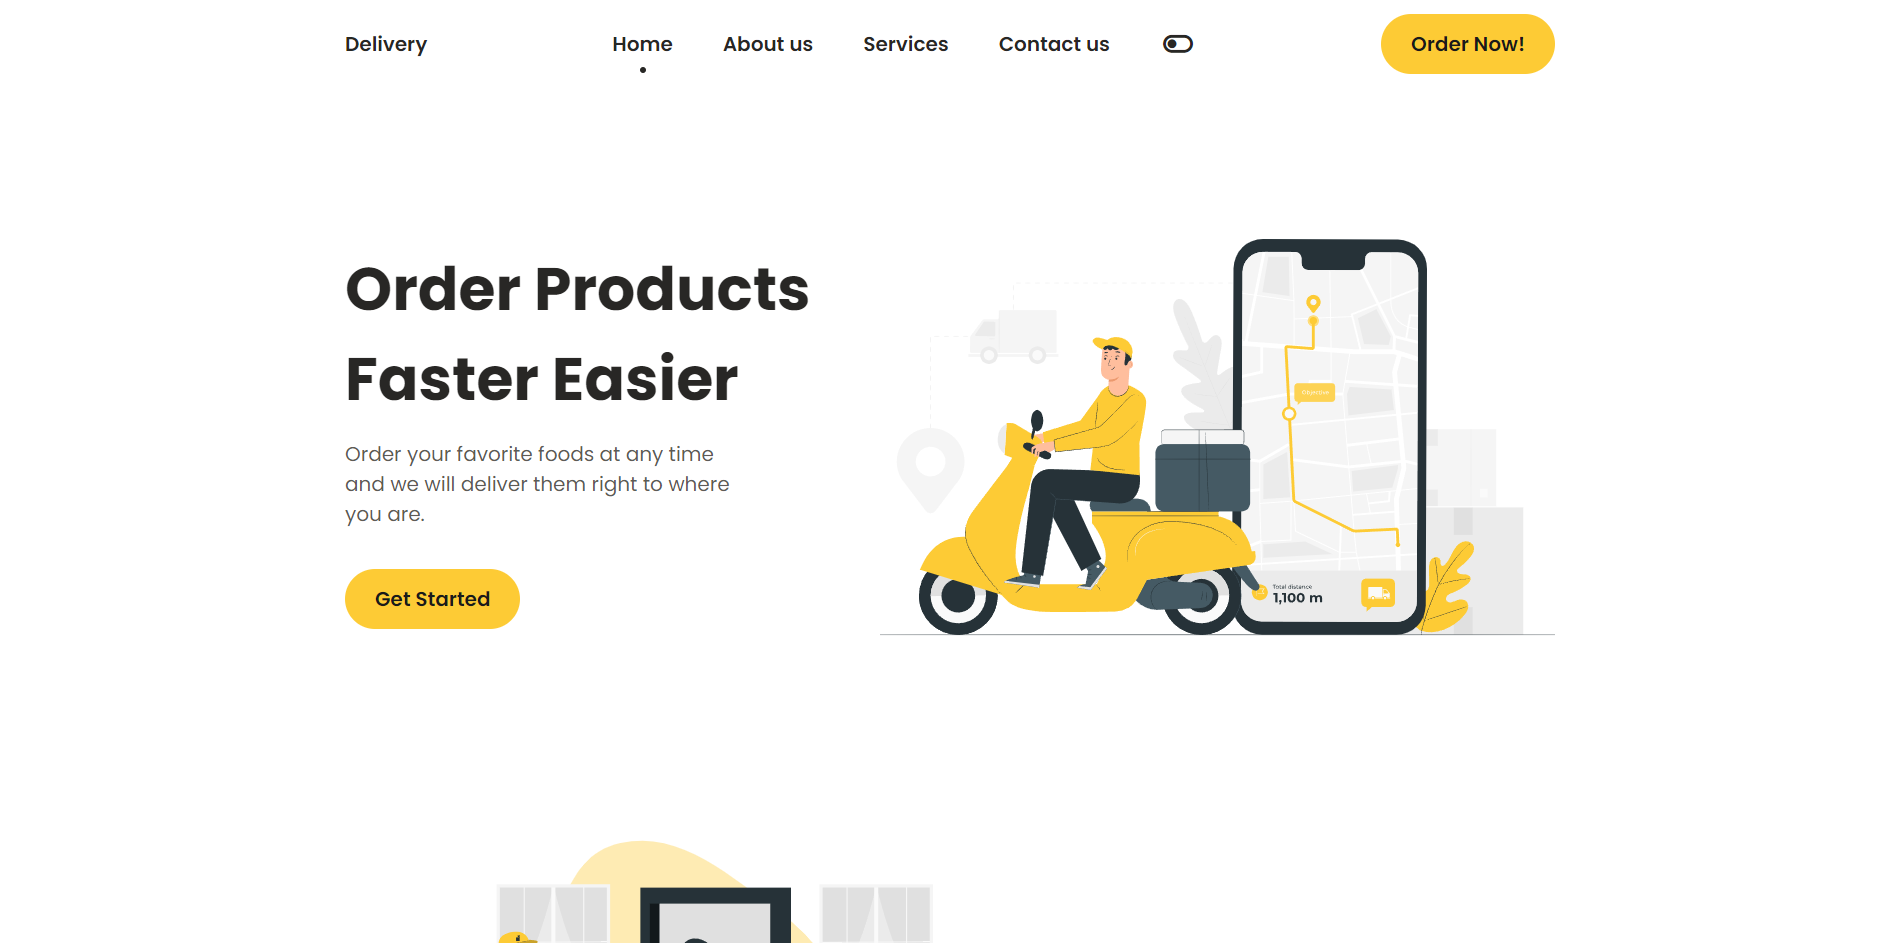 Delivery
Home
About us
Services
Contact us
Order Now!
Order Products
Faster Easier
Order your favorite foods at any time
and we will deliver them right to where
you are.
Get Started
Objective
Total distance
1,100 m